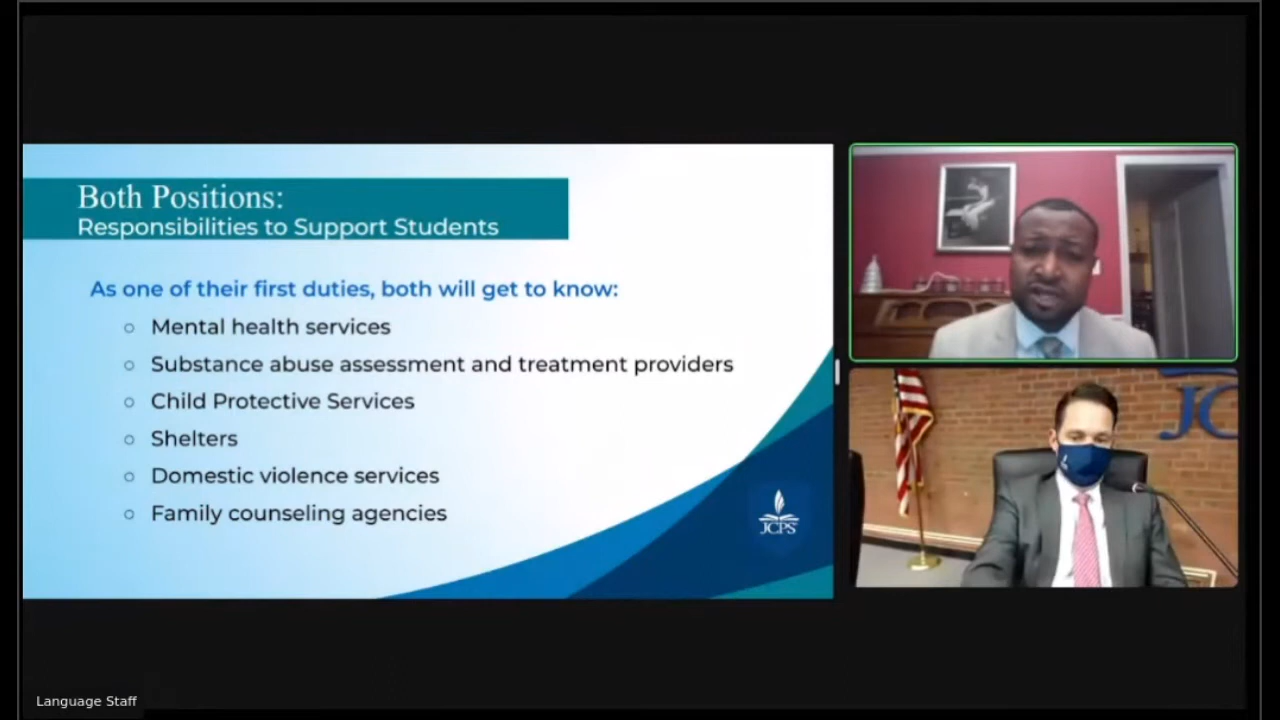 Both Positions:
Responsibilities to Support Students
As one of their first duties, both will get to know:
Mental health services
Substance abuse assessment and treatment providers
Child Protective Services
Shelters
Domestic violence services
Family counseling agencies
JCPS
JC
Language Staff